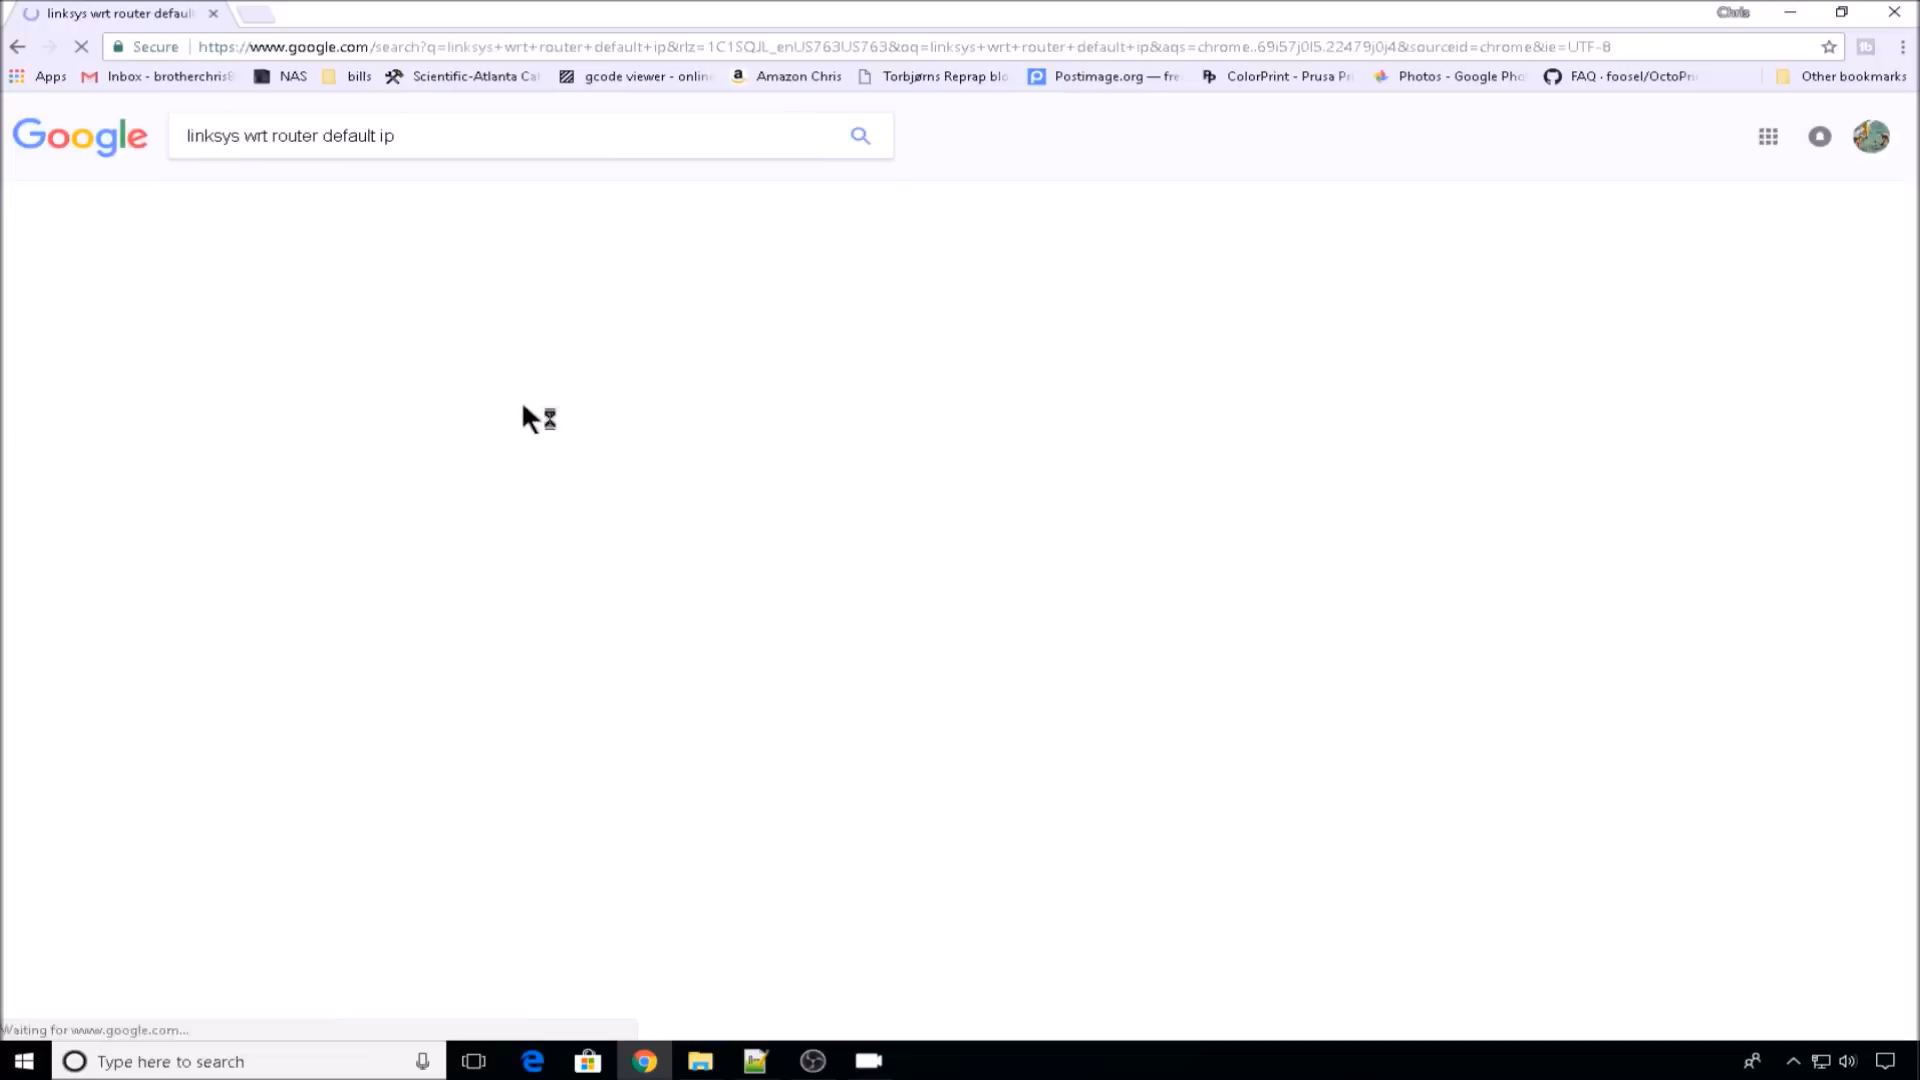 linksys wrt router defaul
Chris
Secure https://www.google.com/search?q=linksys+wrt+router+default+ip&rlz=1C1SQJL_enUS763US763&oq=linksys+wrt+router+default+ip&aqs=chrome..69i57j0l5.22479j0j4&sourceid=chrome&ie=UTF-8
Apps Inbox - brotherchris8 NAS bills Scientific-Atlanta Ca gcode viewer - onlin Amazon Chris Torbjørns Reprap blo Postimage.org — fre ColorPrint - Prusa Pr Photos - Google Pho FAQ · foosel/OctoPri Other bookmarks
Google linksys wrt router default ip
Waiting for www.google.com...
Type here to search